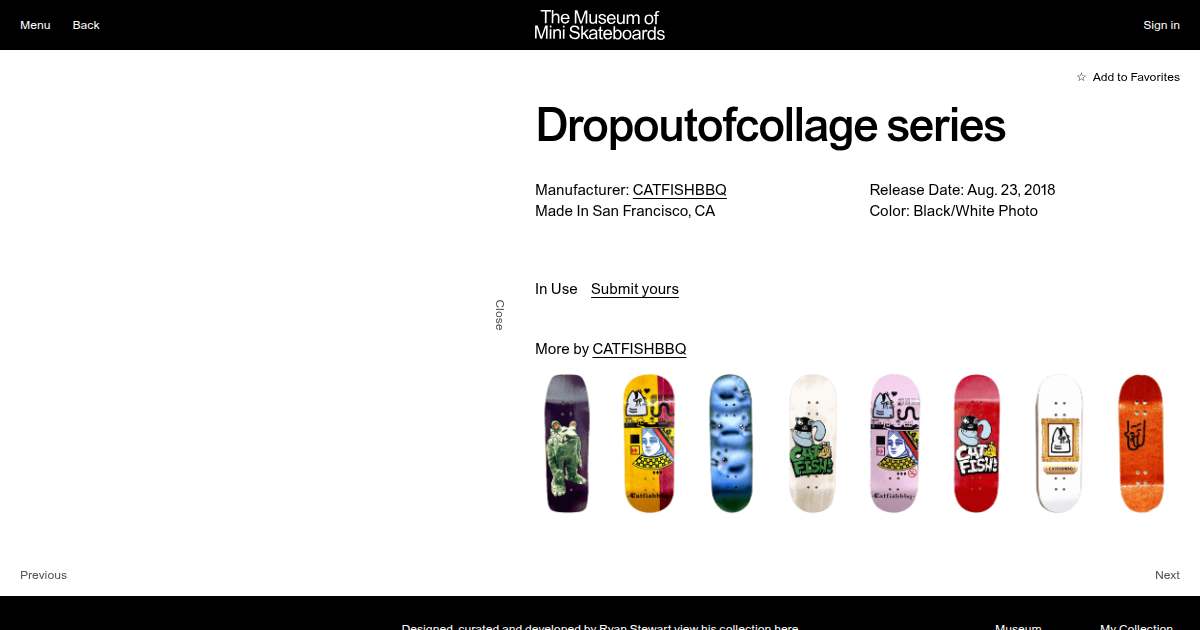 Menu
Back
The Museum of
Mini Skateboards
Sign in
☆ Add to Favorites
Dropoutofcollage series
Manufacturer: CATFISHBBQ
Made In San Francisco, CA
Release Date: Aug. 23, 2018
Color: Black/White Photo
In Use Submit yours
Close
More by CATFISHBBQ
Catfishbbq
CAT
FISH!
Catfishbbq
CAT
FISH!
CATFISHBBQ
Previous
Next
Designed, curated and developed by Ryan Stewart view his collection here
Museum
My Collection